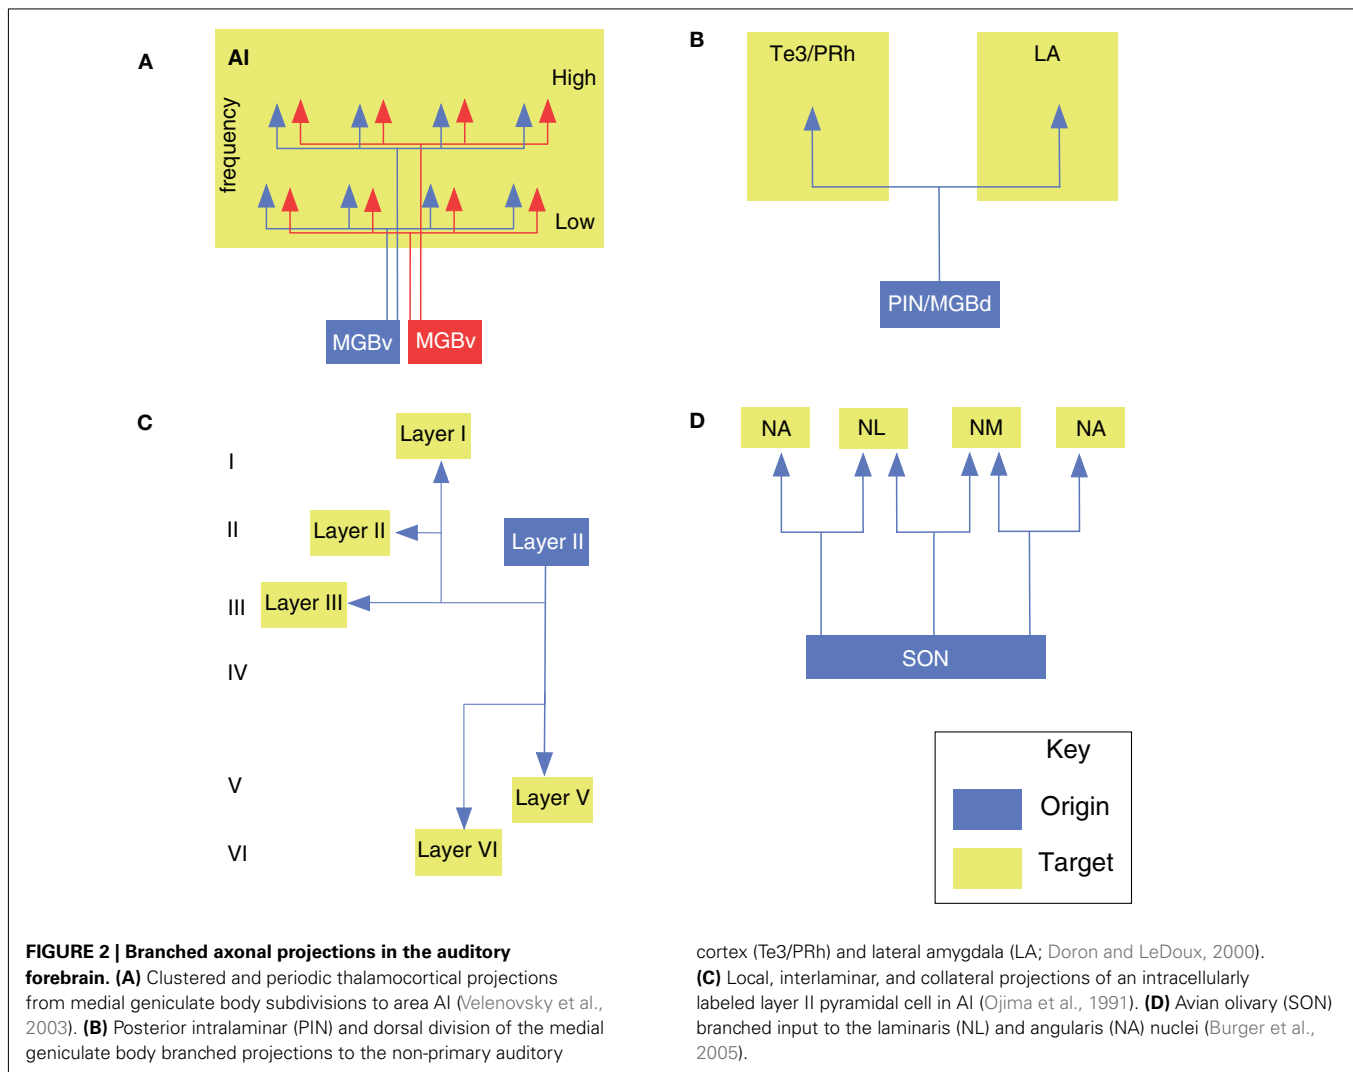 A
AI
High
frequency
Low
MGBv
MGBv
B
Te3/PRh
LA
PIN/MGBd
C
I
II
III
IV
V
VI
Layer I
Layer II
Layer II
Layer III
Layer V
Layer VI
D
NA
NL
NM
NA
SON
Key
Origin
Target
FIGURE 2 | Branched axonal projections in the auditory
forebrain. (A) Clustered and periodic thalamocortical projections
from medial geniculate body subdivisions to area AI (Velenovsky et al.,
2003). (B) Posterior intralaminar (PIN) and dorsal division of the medial
geniculate body branched projections to the non-primary auditory
cortex (Te3/PRh) and lateral amygdala (LA; Doron and LeDoux, 2000).
(C) Local, interlaminar, and collateral projections of an intracellularly
labeled layer II pyramidal cell in AI (Ojima et al., 1991). (D) Avian olivary (SON)
branched input to the laminaris (NL) and angularis (NA) nuclei (Burger et al.,
2005).